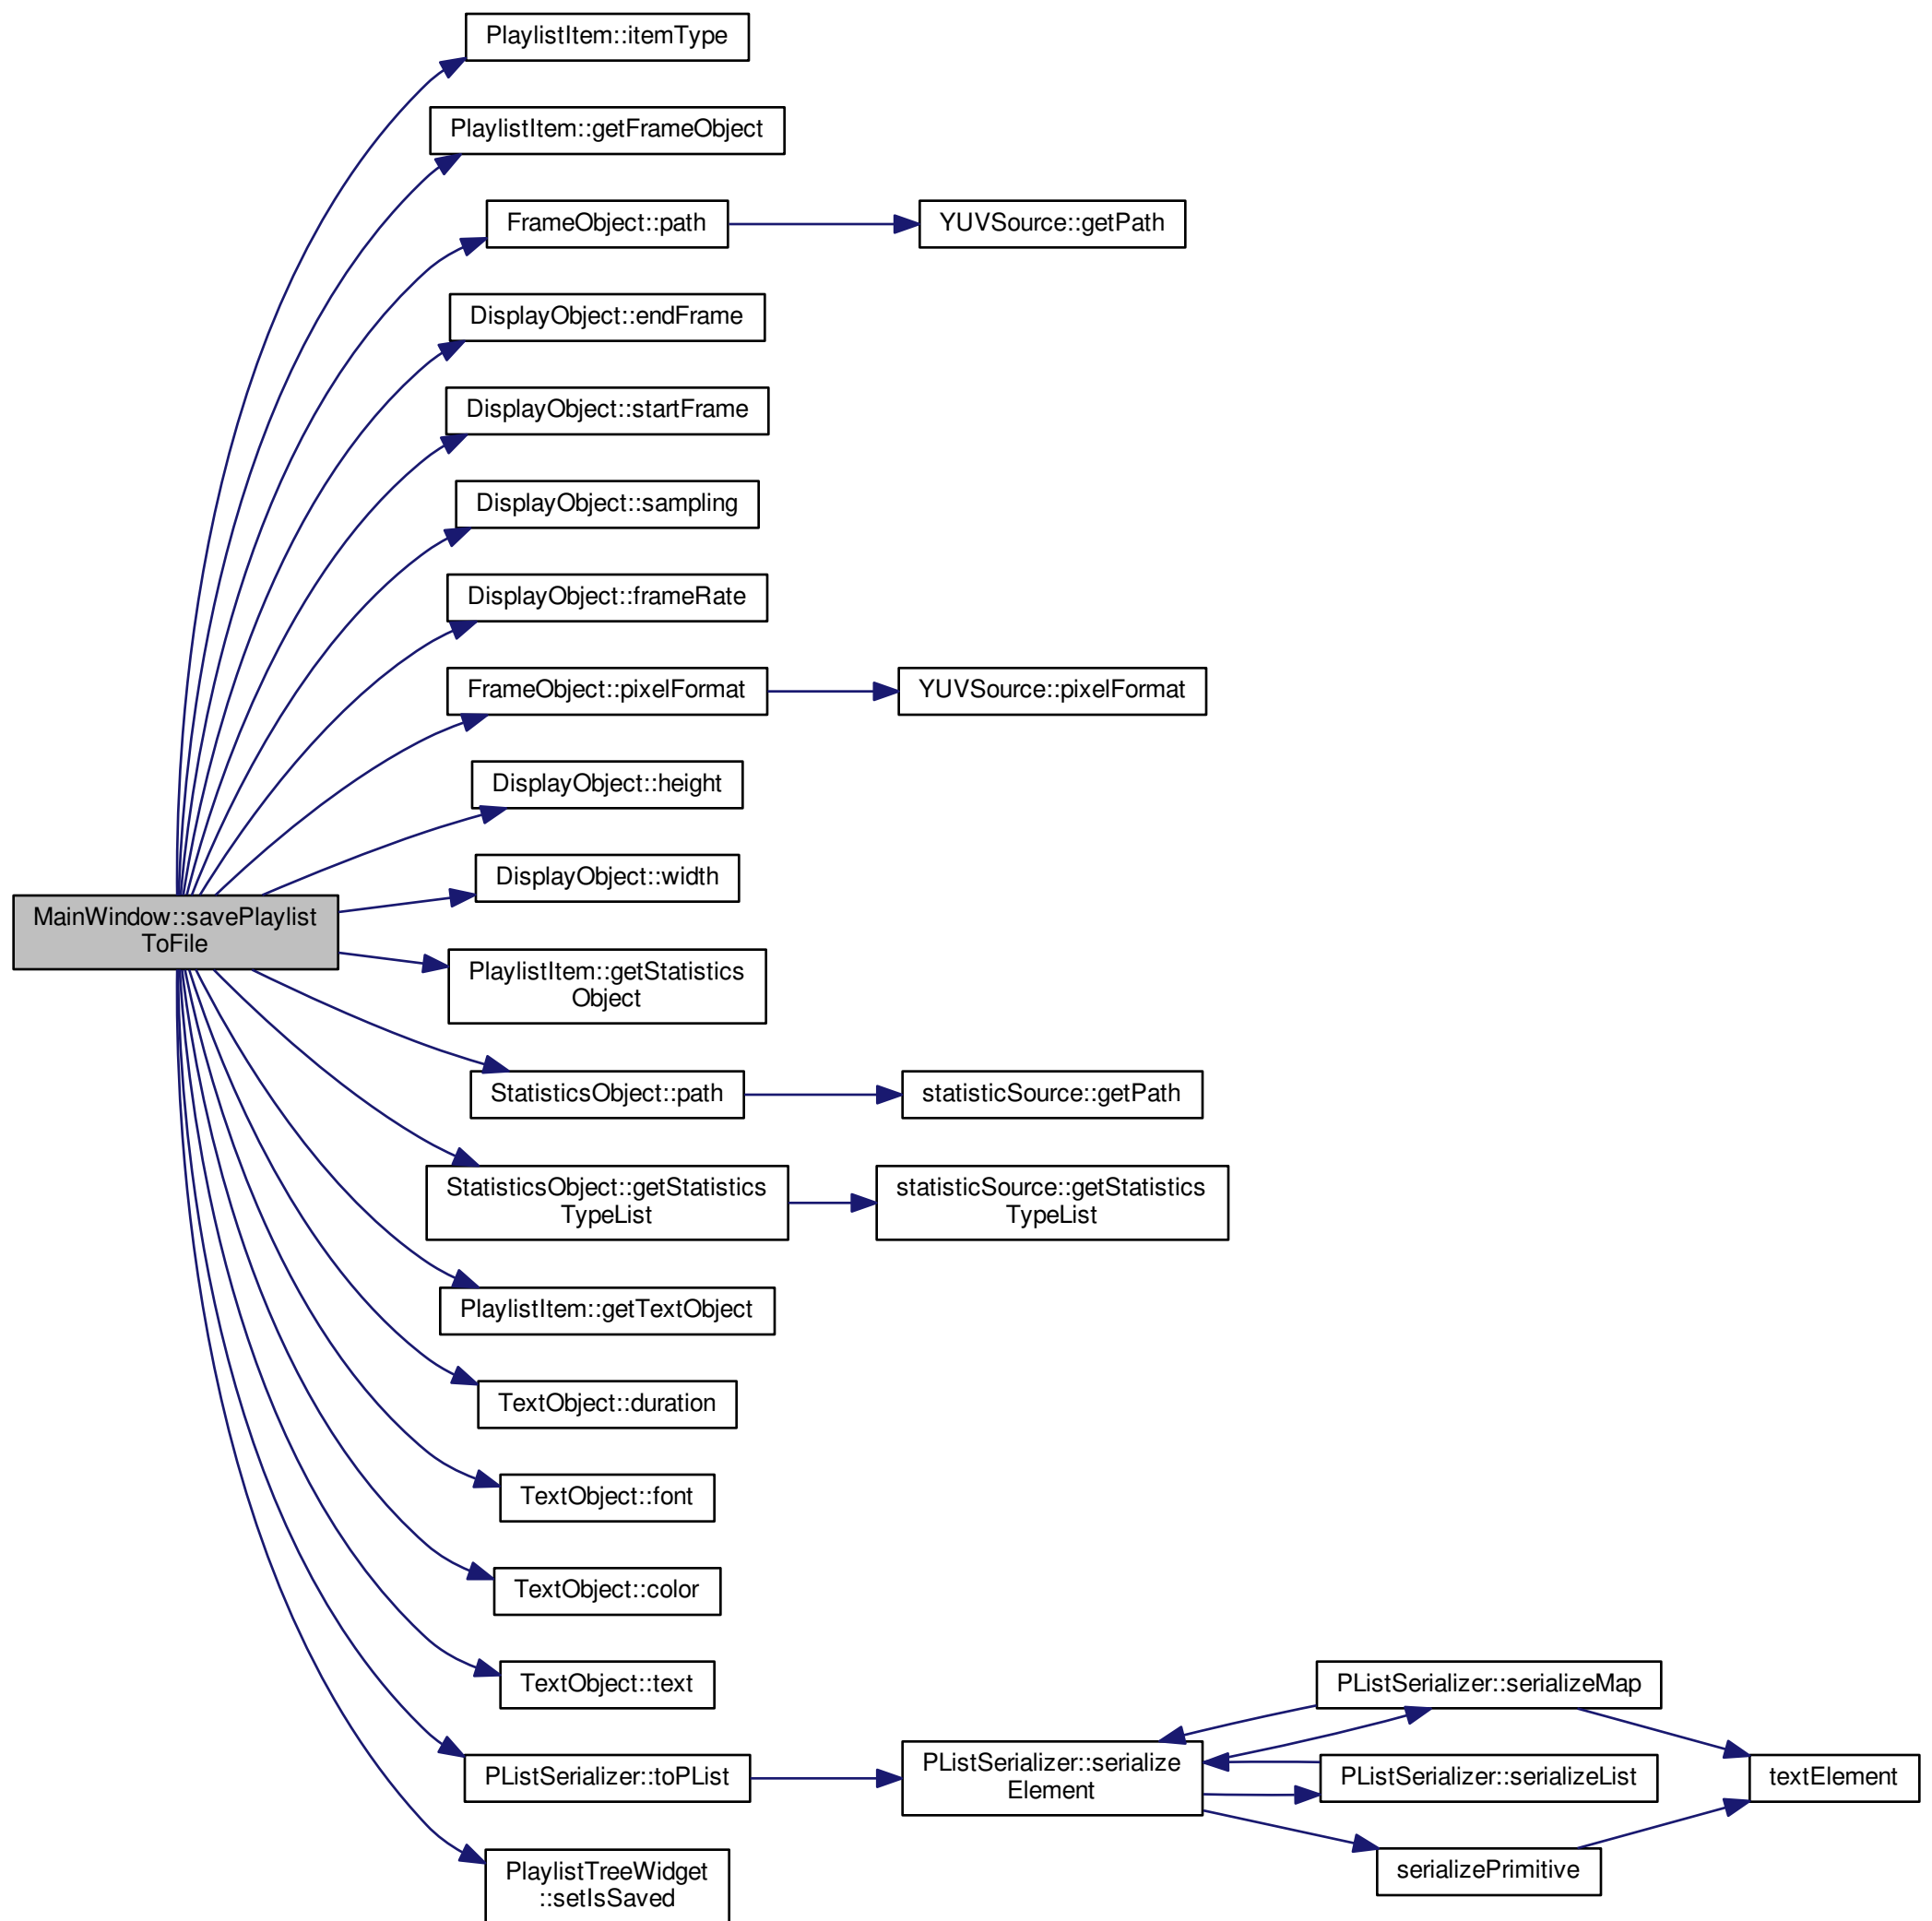 PlaylistItem::itemType
PlaylistItem::getFrameObject
FrameObject::path
YUVSource::getPath
DisplayObject::endFrame
DisplayObject::startFrame
DisplayObject::sampling
DisplayObject::frameRate
FrameObject::pixelFormat
YUVSource::pixelFormat
DisplayObject::height
DisplayObject::width
MainWindow::savePlaylist
ToFile
PlaylistItem::getStatistics
Object
StatisticsObject::path
statisticSource::getPath
StatisticsObject::getStatistics
TypeList
statisticSource::getStatistics
TypeList
PlaylistItem::getTextObject
TextObject::duration
TextObject::font
TextObject::color
TextObject::text
PListSerializer::toPList
PListSerializer::serialize
Element
PListSerializer::serializeMap
PListSerializer::serializeList
serializePrimitive
textElement
PlaylistTreeWidget
::setIsSaved